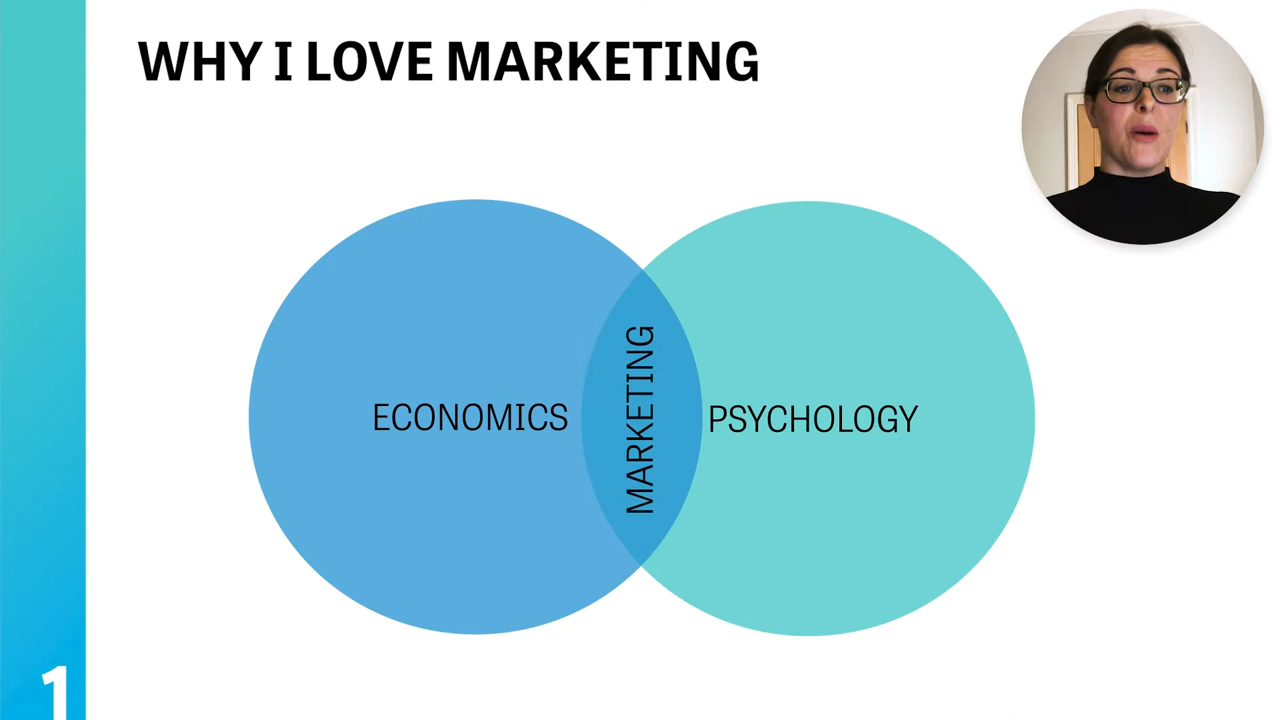 WHY I LOVE MARKETING
ECONOMICS
MARKETING
PSYCHOLOGY
1